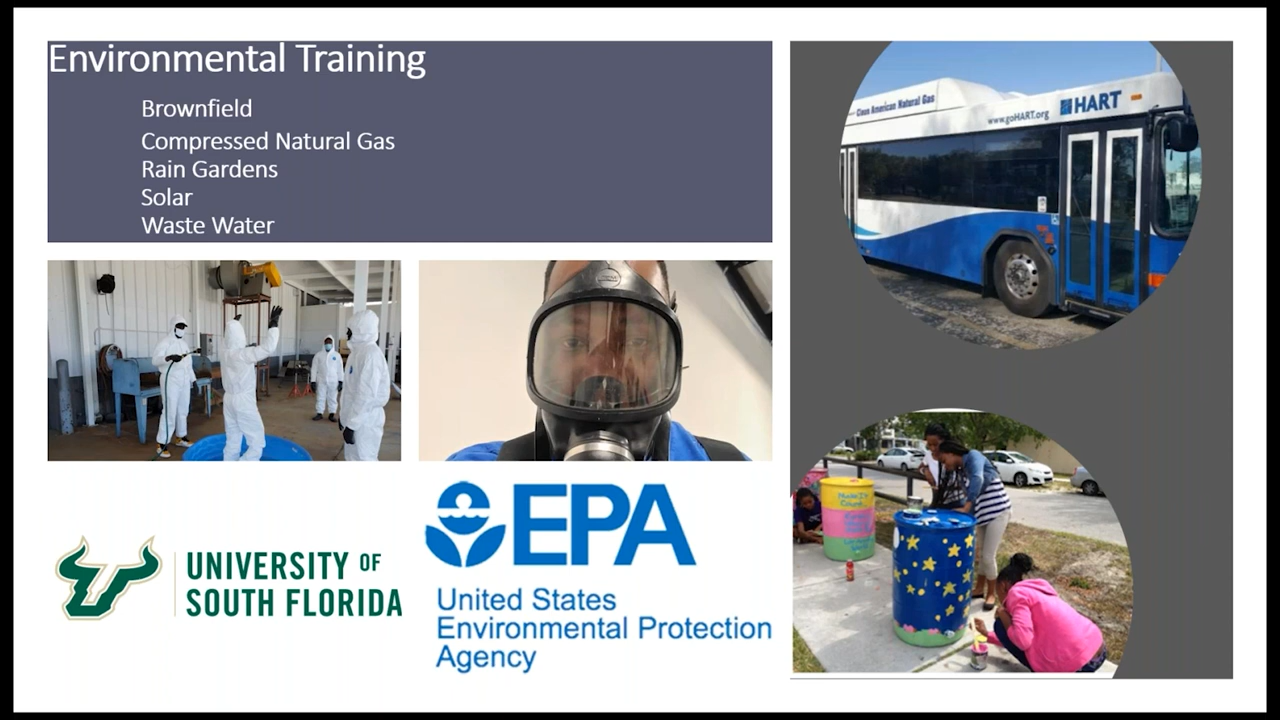 Environmental Training
Brownfield
Compressed Natural Gas
Rain Gardens
Solar
Waste Water
Clean American Natural Gas
www.goHART.org
HART
UNIVERSITY OF
SOUTH FLORIDA
EPA
United States
Environmental Protection
Agency